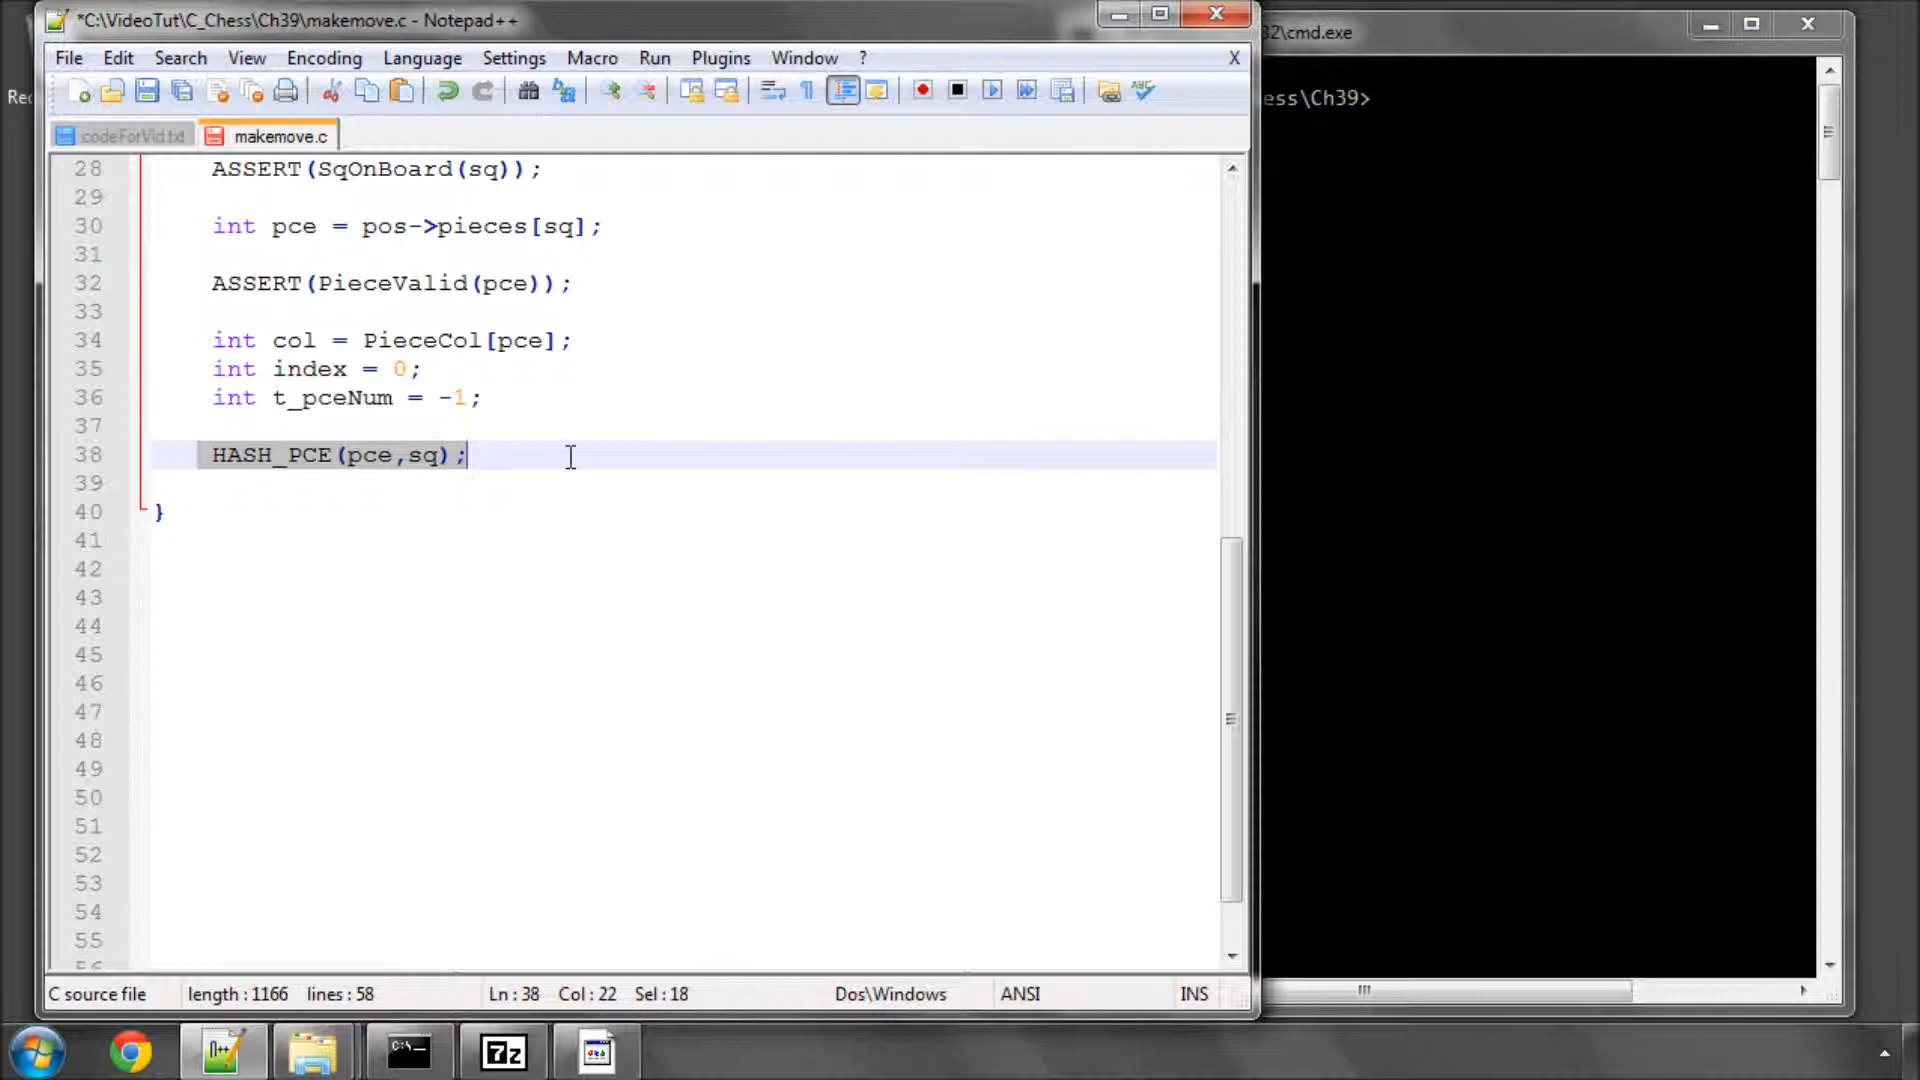 *C:\VideoTut\C_Chess\Ch39\makemove.c - Notepad++
32\cmd.exe
File Edit Search View Encoding Language Settings Macro Run Plugins Window ? X
Rec
ess\Ch39>
codeForVid.txt makemove.c
28 ASSERT(SqOnBoard(sq));
29
30 int pce = pos->pieces[sq];
31
32 ASSERT(PieceValid(pce));
33
34 int col = PieceCol[pce];
35 int index = 0;
36 int t_pceNum = -1;
37
38 HASH_PCE(pce,sq);
39
40 }
41
42
43
44
45
46
47
48
49
50
51
52
53
54
55
56
C source file length : 1166 lines : 58 Ln : 38 Col : 22 Sel : 18 Dos\Windows ANSI INS